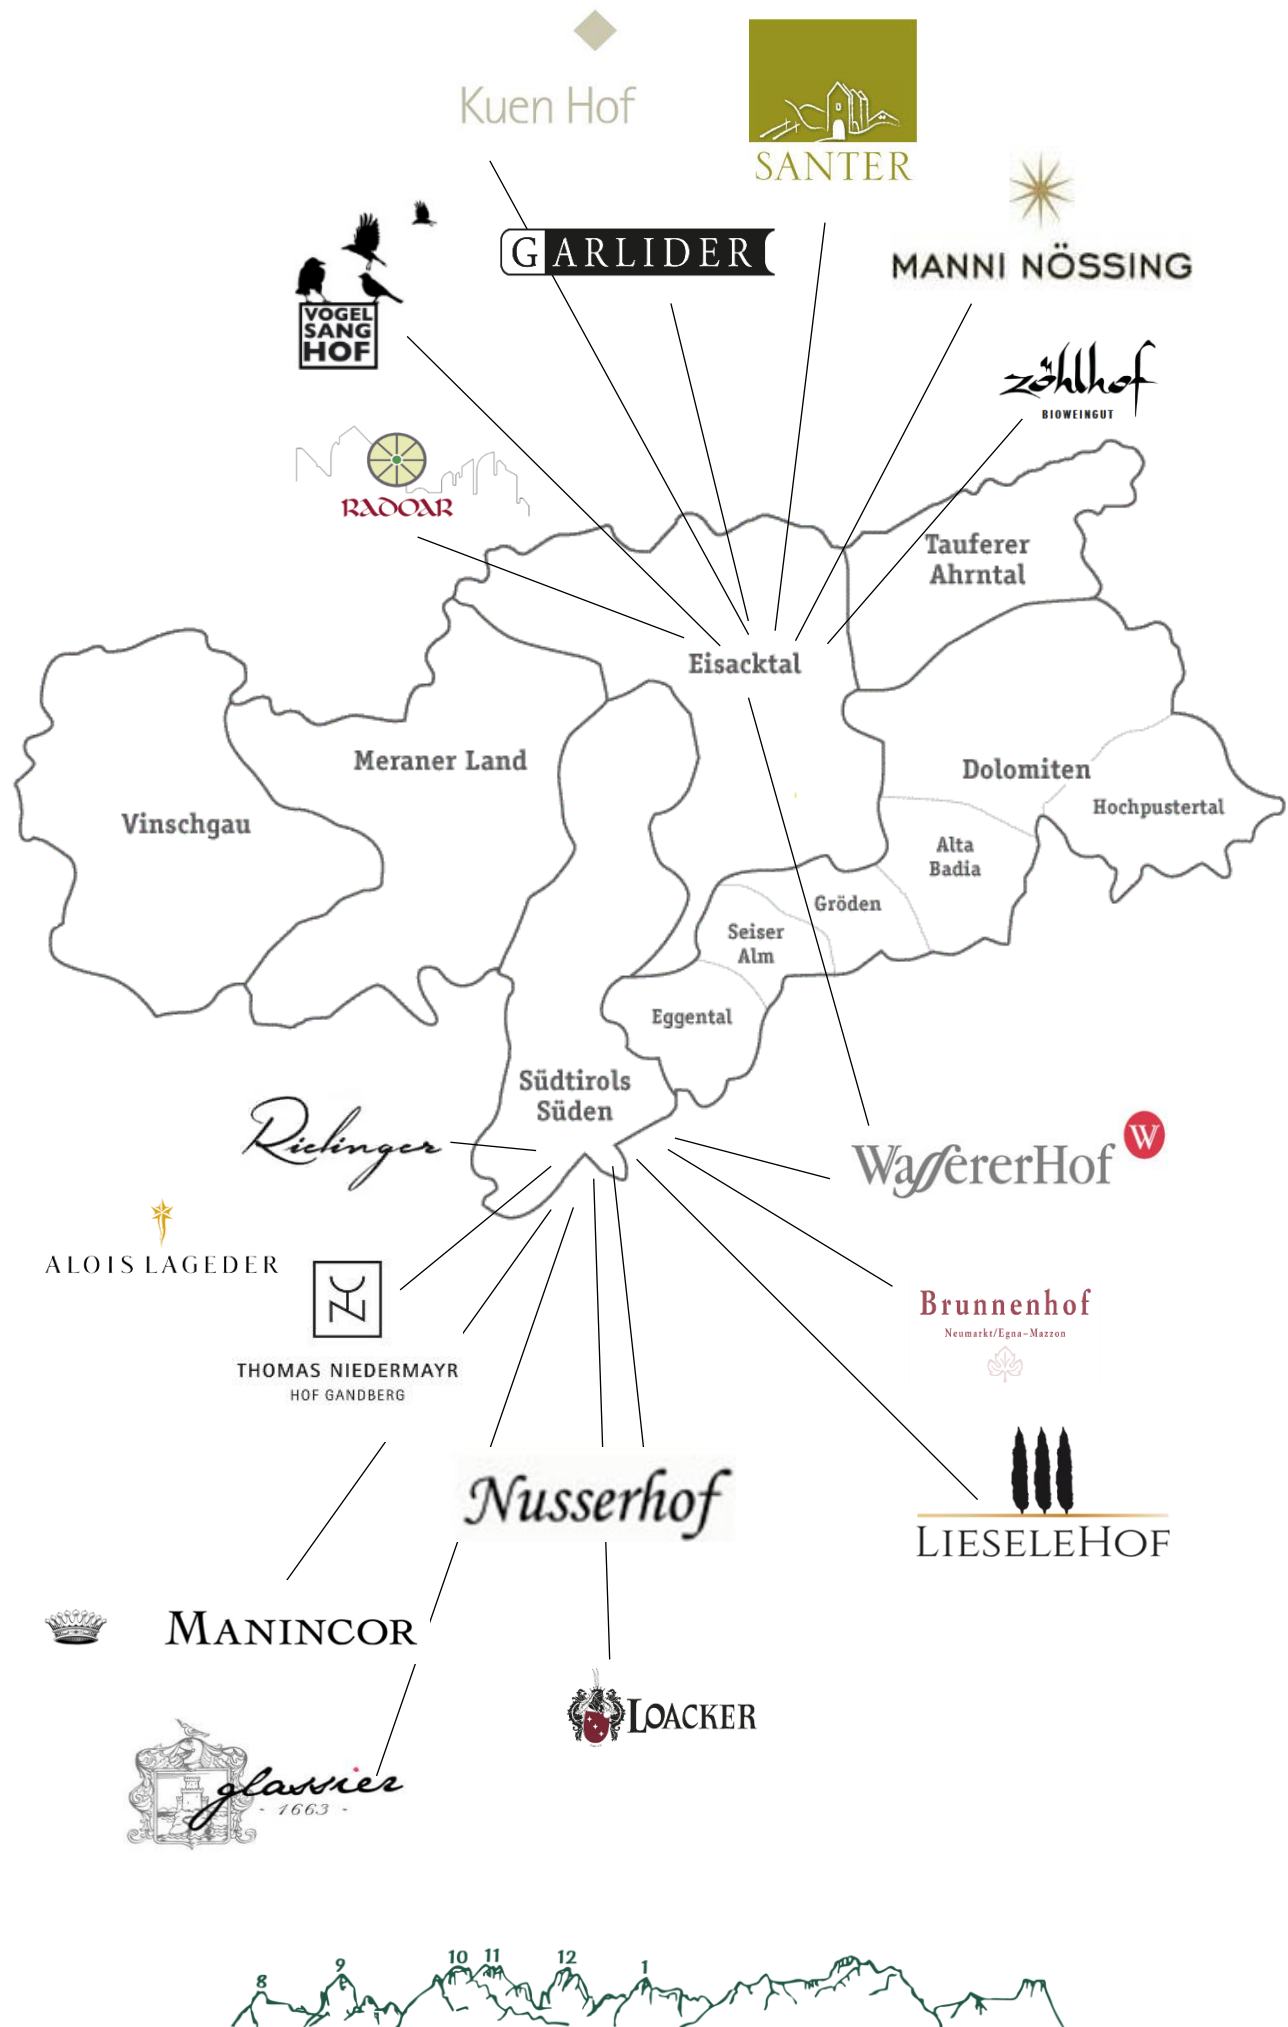 Kuen Hof
SANTER
MANNI NÖSSING
GARLIDER
VOGEL
SANG
HOF
zöhlhof
BIOWEINGUT
RADOAR
Tauferer
Ahrntal
Eisacktal
Meraner Land
Vinschgau
Dolomiten
Hochpustertal
Alta
Badia
Gröden
Seiser
Alm
Eggental
Südtirols
Süden
Rielinger
WassererHof
W
ALOIS LAGEDER
THOMAS NIEDERMAYR
HOF GANDBERG
Brunnenhof
Neumarkt/Egna-Mazzon
Nusserhof
LIESELEHOF
MANINCOR
LOACKER
glassier
- 1663 -
8
9
10
11
12
1